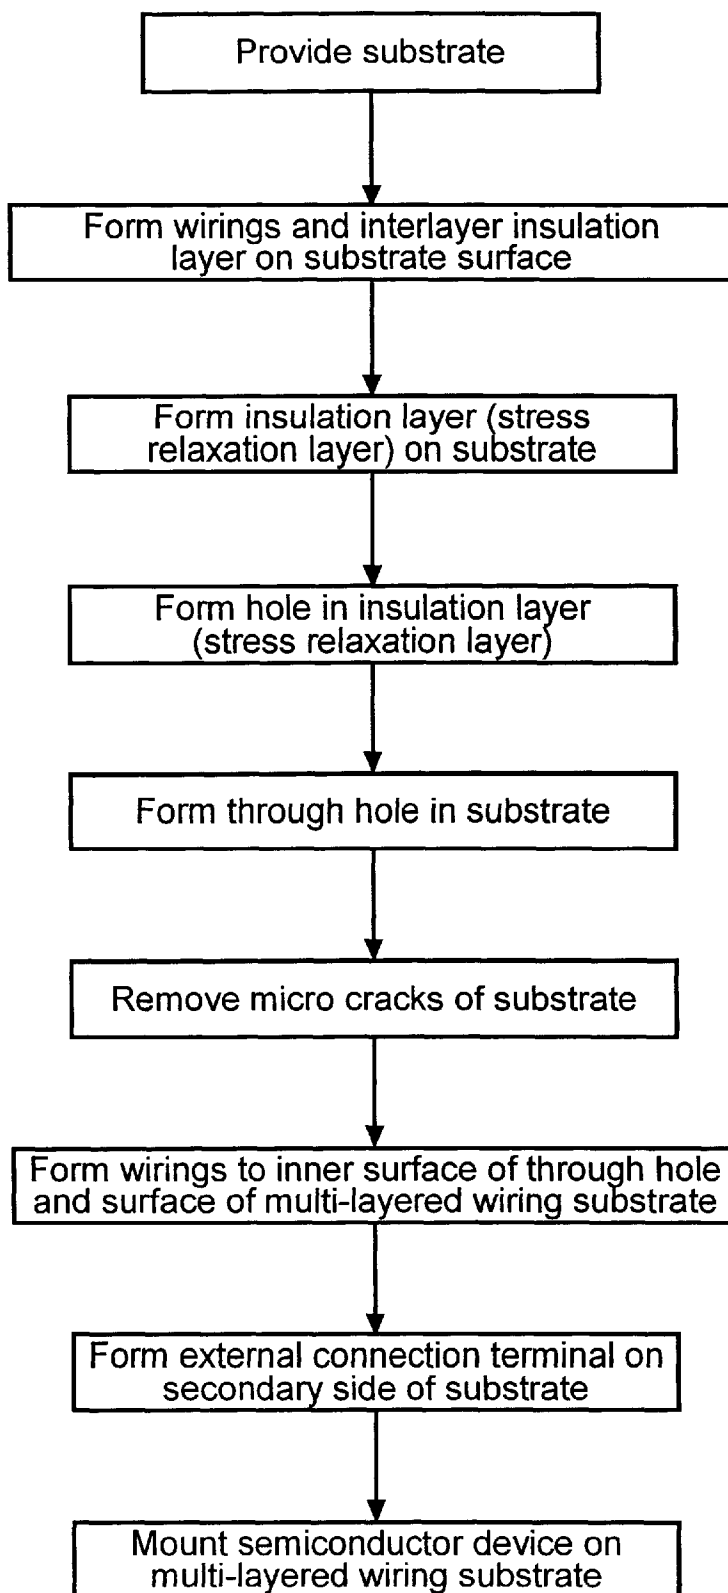 Provide substrate
Form wirings and interlayer insulation
layer on substrate surface
Form insulation layer (stress
relaxation layer) on substrate
Form hole in insulation layer
(stress relaxation layer)
Form through hole in substrate
Remove micro cracks of substrate
Form wirings to inner surface of through hole
and surface of multi-layered wiring substrate
Form external connection terminal on
secondary side of substrate
Mount semiconductor device on
multi-layered wiring substrate